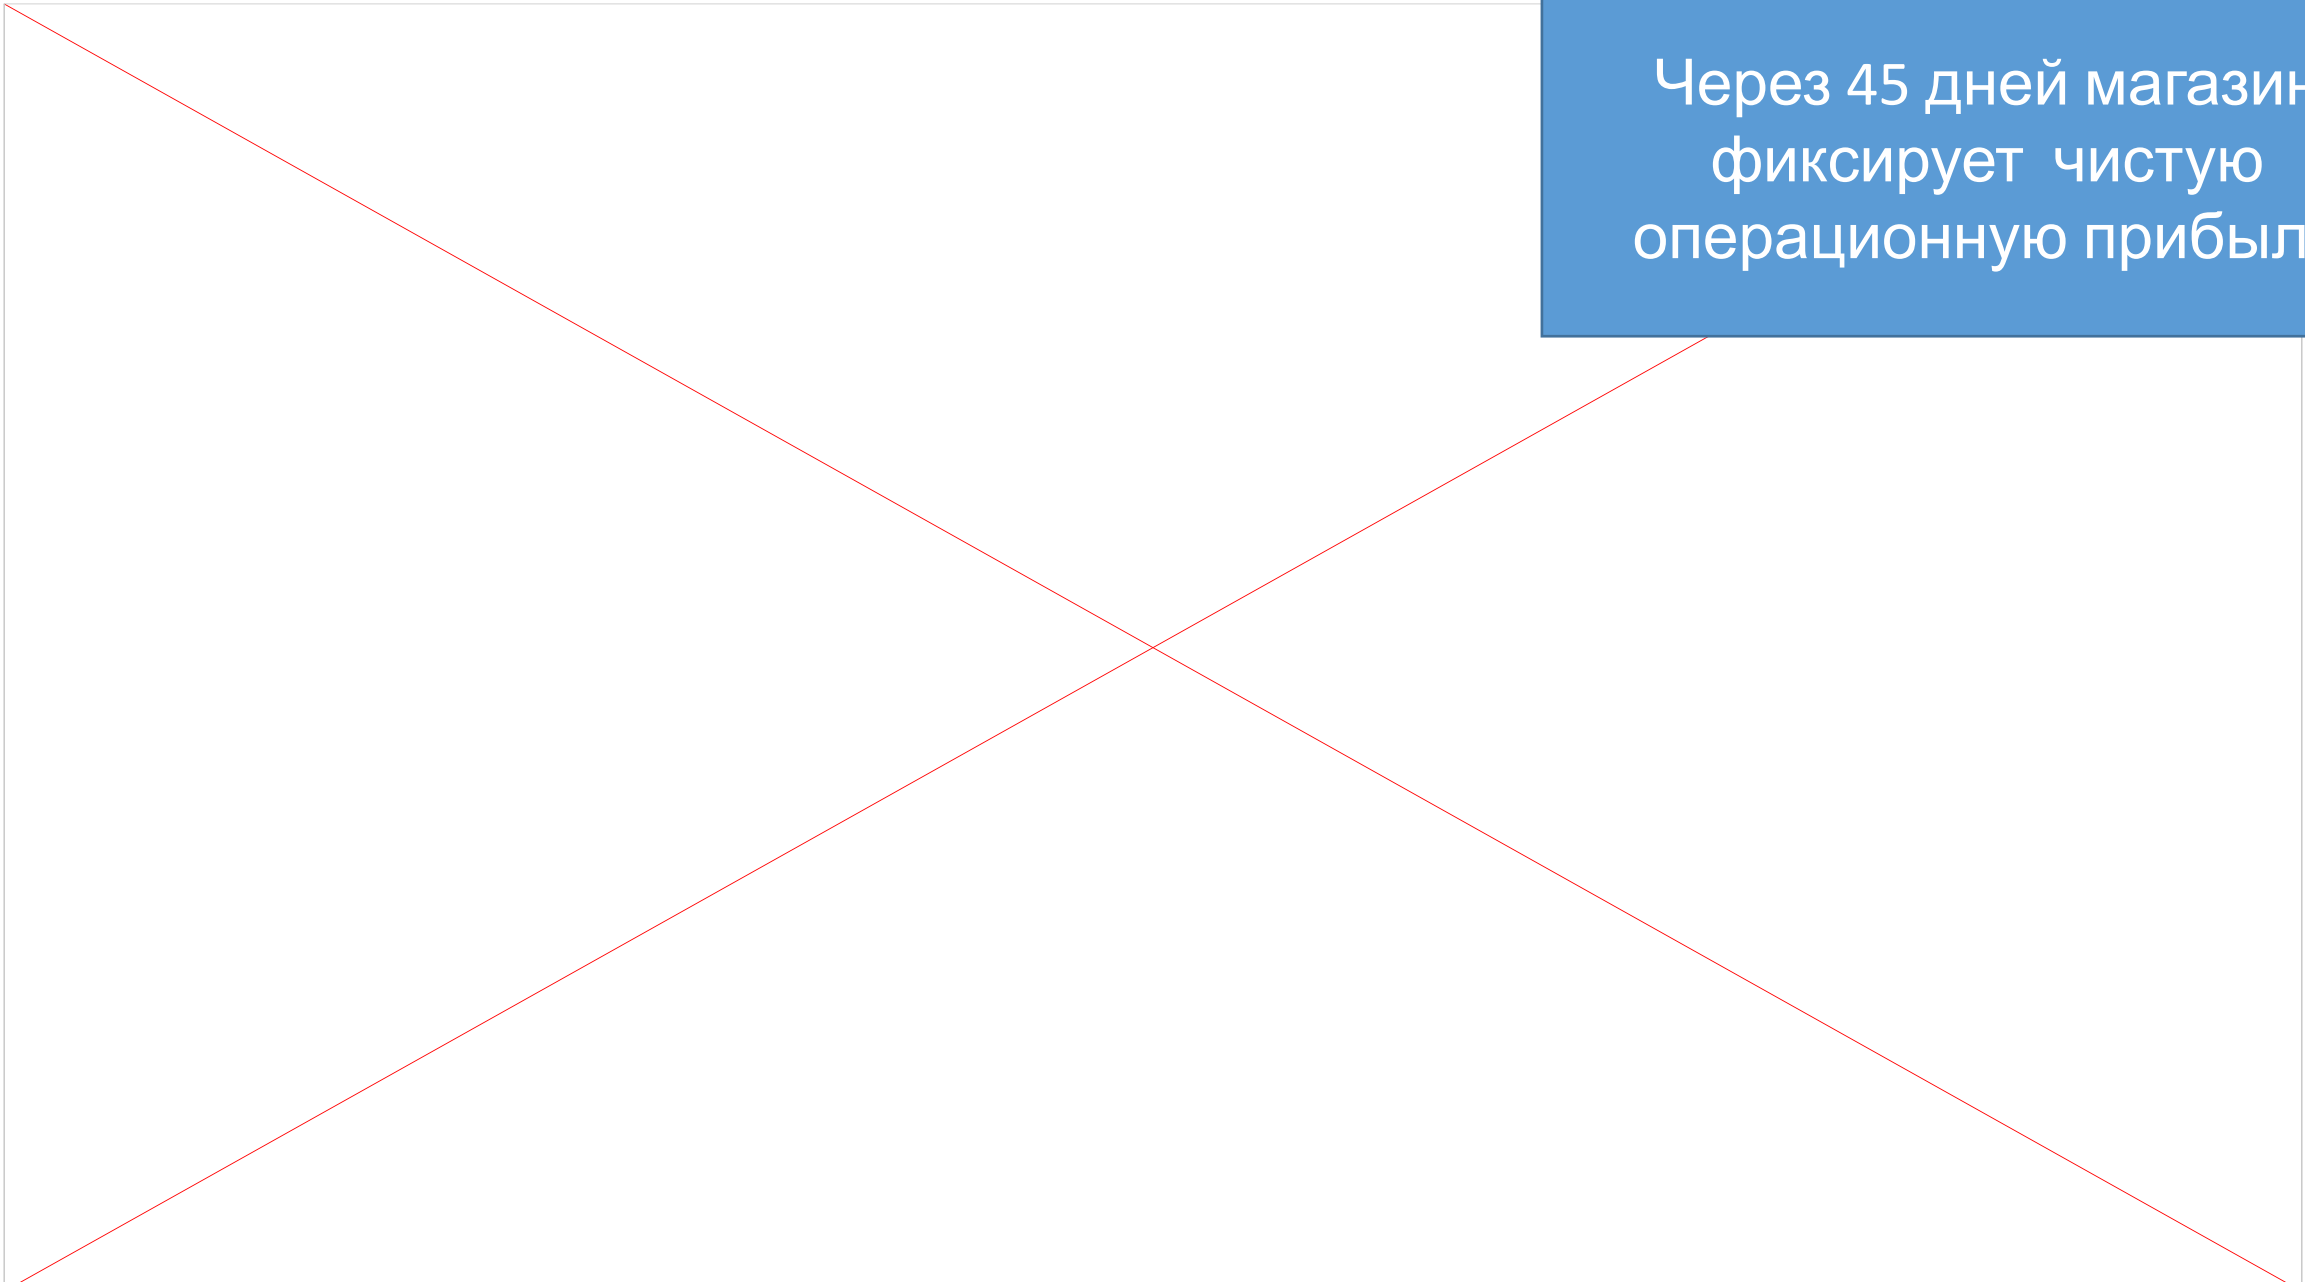 Через 45 дней магазин
фиксирует чистую
операционную прибыл